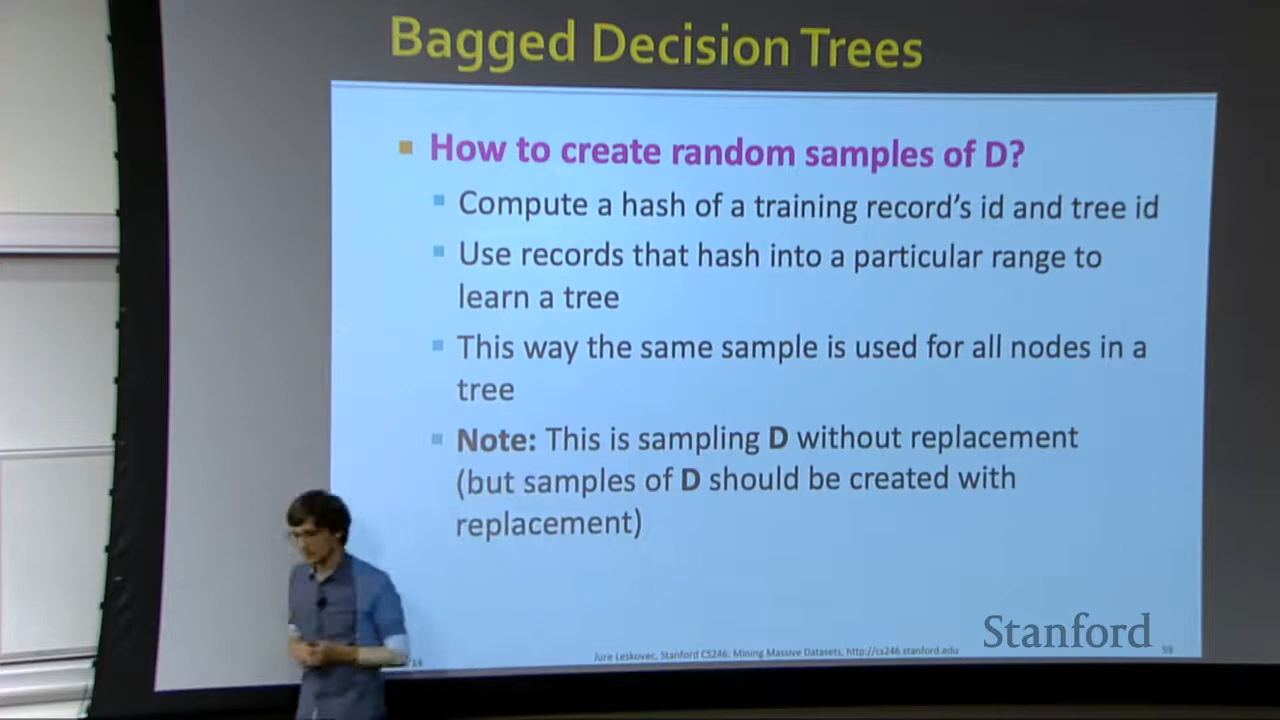 Bagged Decision Trees
How to create random samples of D?
Compute a hash of a training record's id and tree id
Use records that hash into a particular range to
learn a tree
This way the same sample is used for all nodes in a
tree
Note: This is sampling D without replacement
(but samples of D should be created with
replacement)
Stanford
Jure Leskovec, Stanford CS246: Mining Massive Datasets, http://cs246.stanford.edu